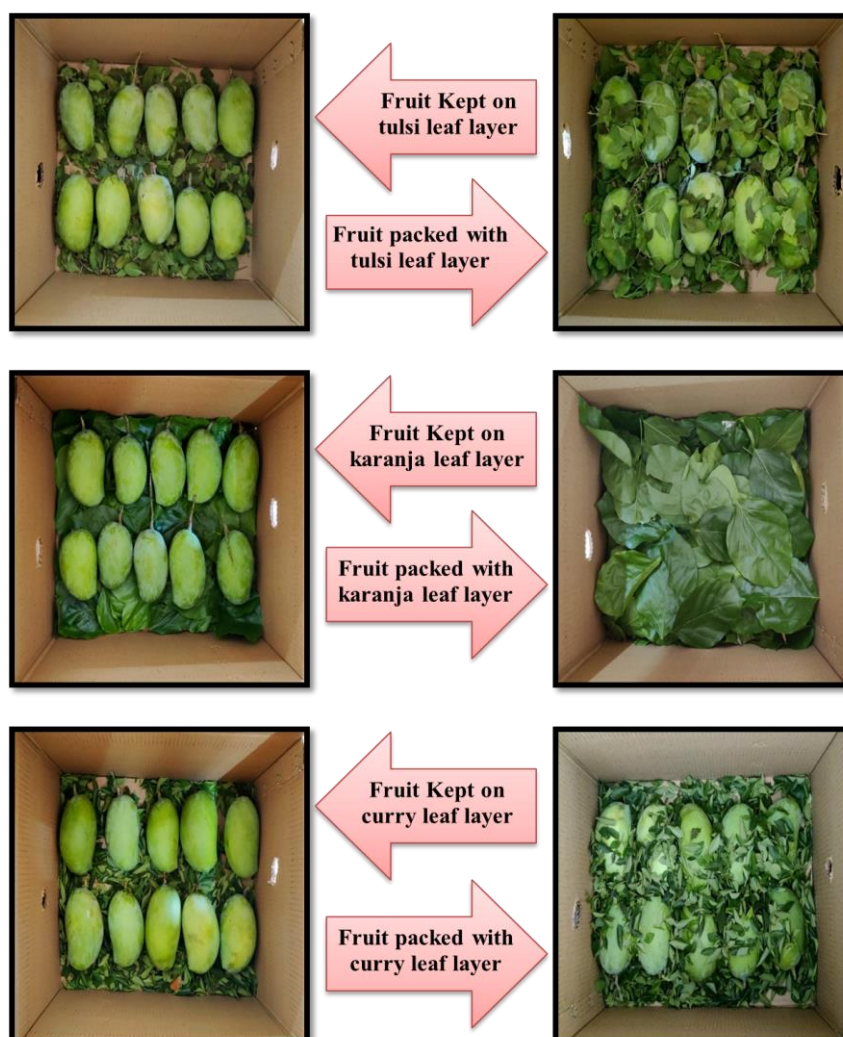 Fruit Kept on
tulsi leaf layer
Fruit packed with
tulsi leaf layer
Fruit Kept on
karanja leaf layer
Fruit packed with
karanja leaf layer
Fruit Kept on
curry leaf layer
Fruit packed with
curry leaf layer